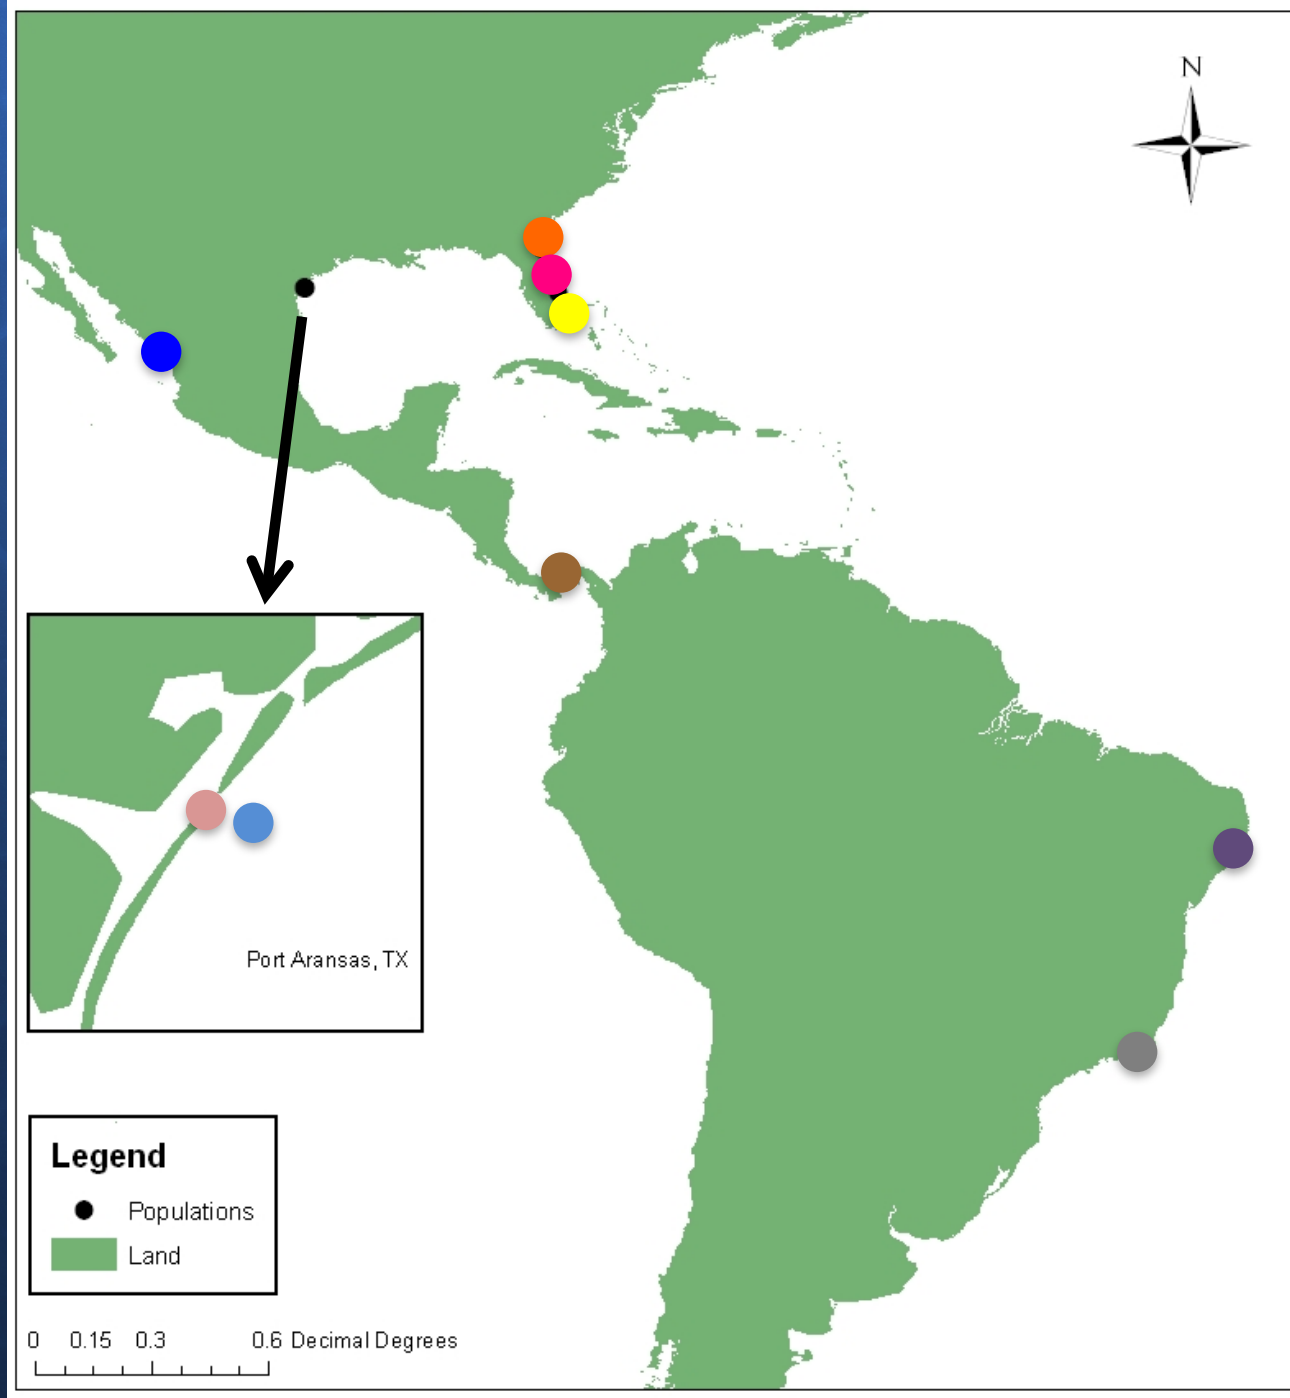 N
Port Aransas, TX
Legend
Populations
Land
0 0.15 0.3 0.6 Decimal Degrees